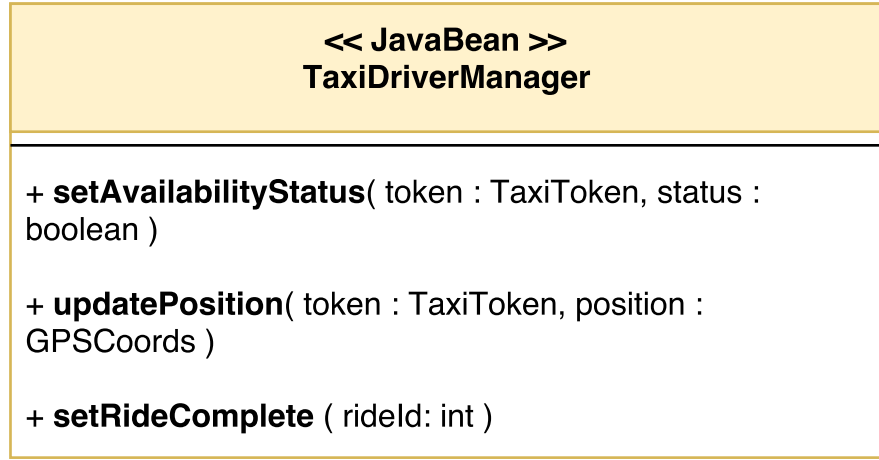 << JavaBean >>
TaxiDriverManager
+ setAvailabilityStatus( token : TaxiToken, status :
boolean )
+ updatePosition( token : TaxiToken, position :
GPSCoords )
+ setRideComplete ( rideId: int )